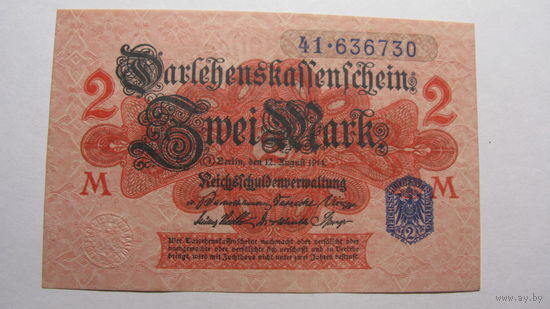 41·636730
Darlehenskassenschein.
2 Zwei Mark. 2
Berlin, den 12. August 1914
M Reichsschuldenverwaltung M
2
Wer Darlehenskassenscheine nachmacht oder verfälscht oder
nachgemachte oder verfälschte sich verschafft und in Verkehr
bringt, wird mit Zuchthaus nicht unter zwei Jahren bestraft.
www.ay.by